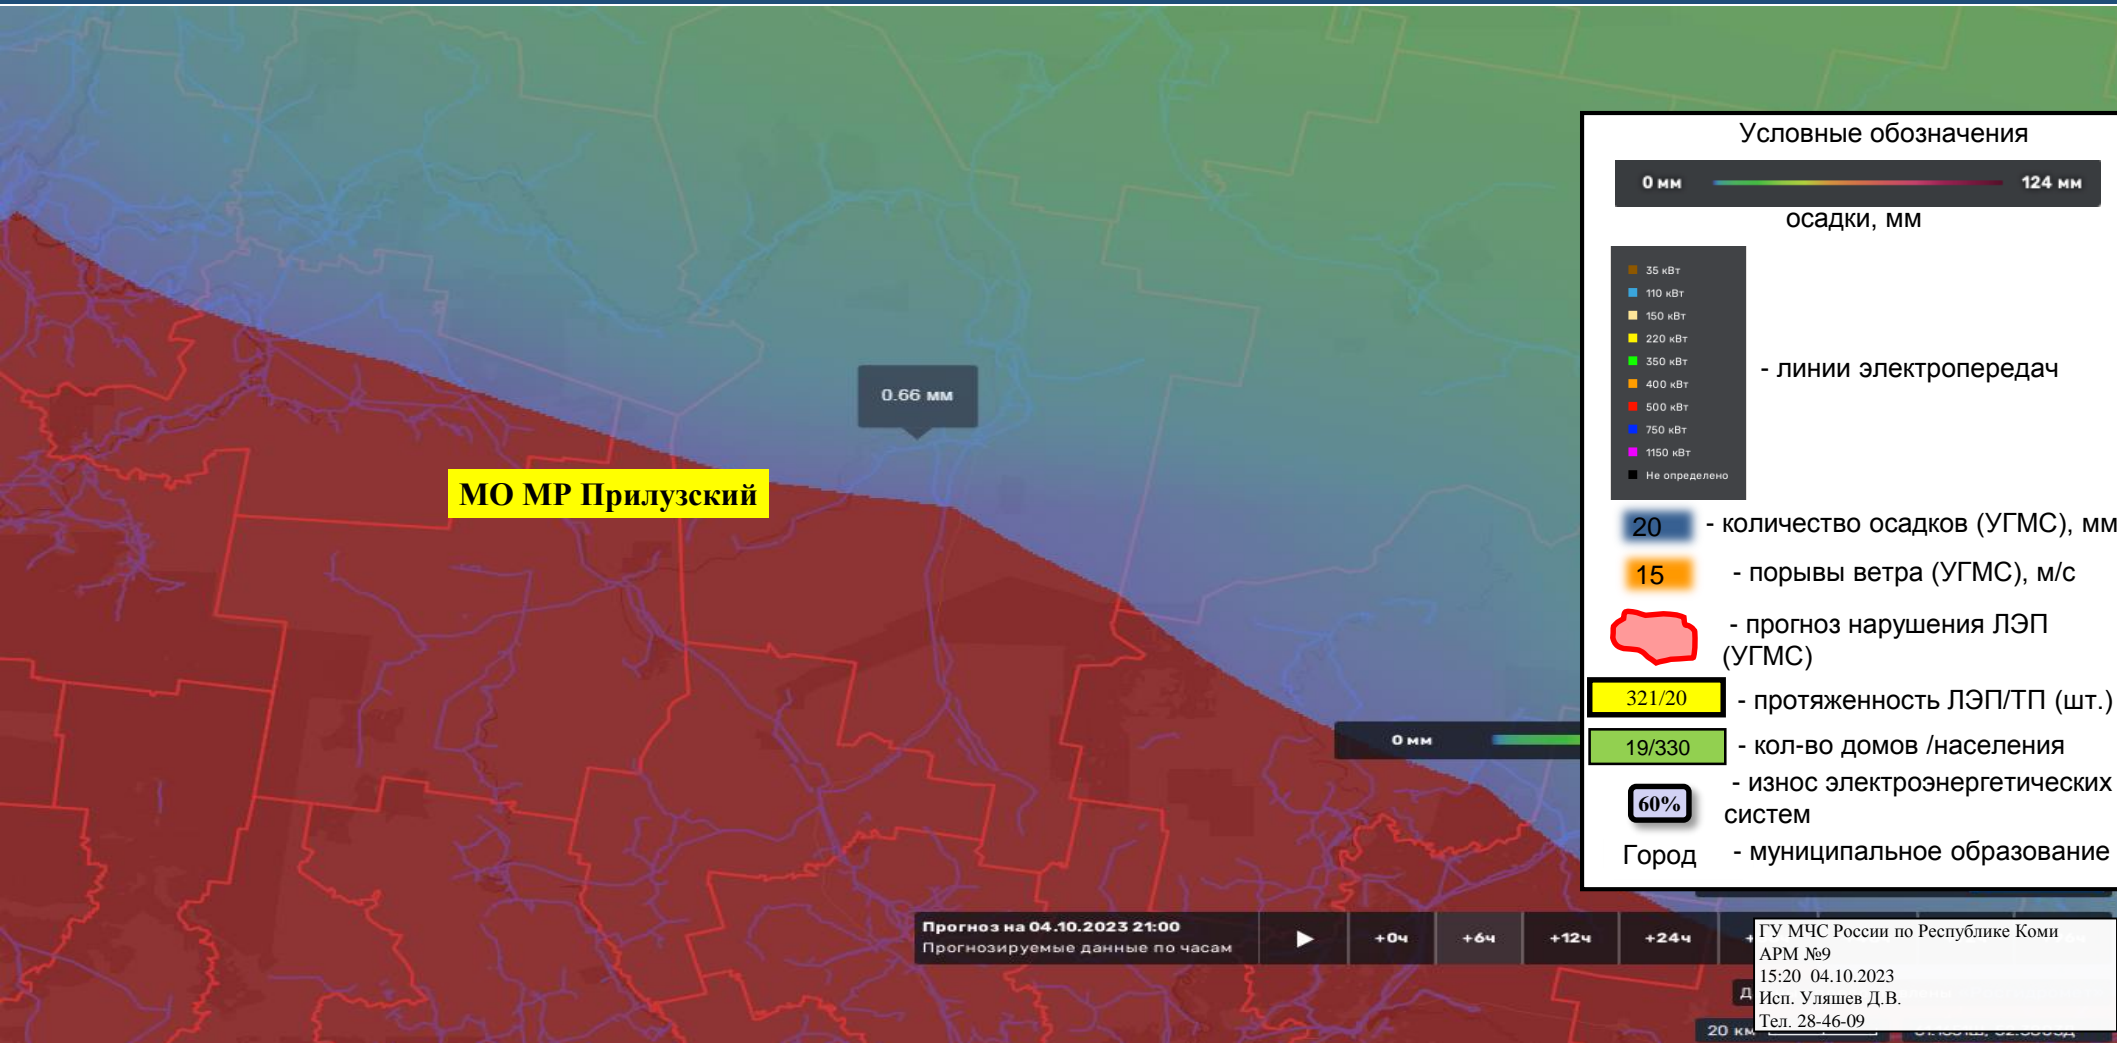 Условные обозначения
0 мм 124 мм
осадки, мм
35 кВт
110 кВт
150 кВт
220 кВт
350 кВт
400 кВт
500 кВт
750 кВт
1150 кВт
Не определено
- линии электропередач
0.66 мм
МО МР Прилузский
20 - количество осадков (УГМС), мм
15 - порывы ветра (УГМС), м/с
- прогноз нарушения ЛЭП
(УГМС)
321/20 - протяженность ЛЭП/ТП (шт.)
0 мм
19/330 - кол-во домов /населения
60% - износ электроэнергетических
систем
Город - муниципальное образование
Прогноз на 04.10.2023 21:00
Прогнозируемые данные по часам
+0ч +6ч +12ч +24ч
ГУ МЧС России по Республике Коми
АРМ №9
15:20 04.10.2023
Исп. Уляшев Д.В.
Тел. 28-46-09
20 км